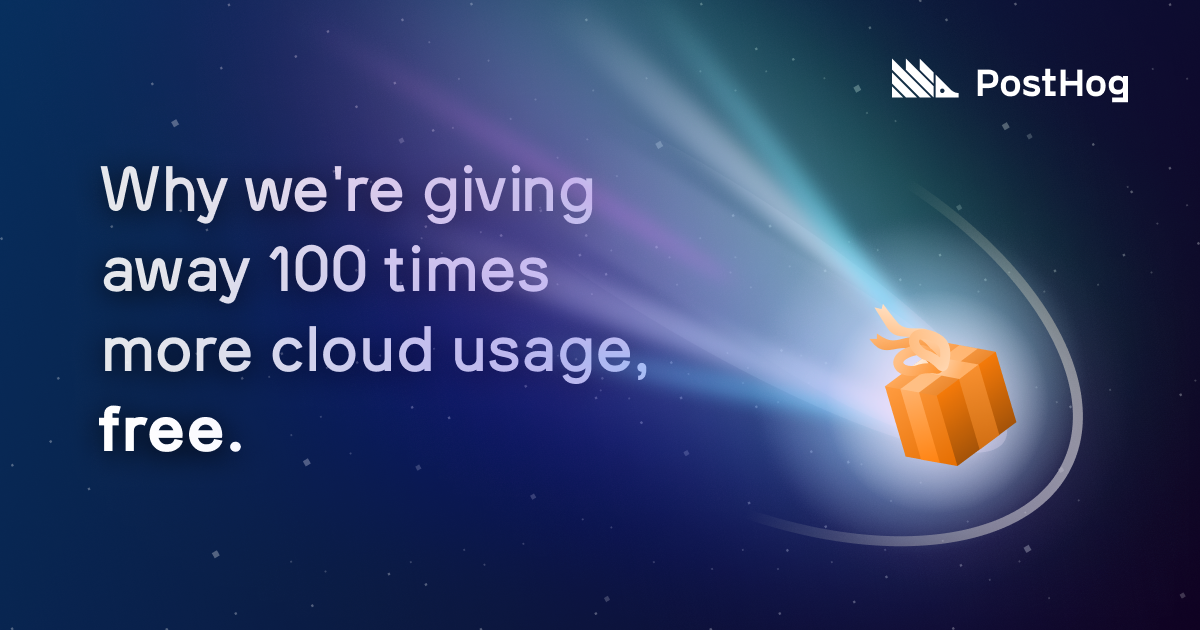 PostHog
Why we're giving
away 100 times
more cloud usage,
free.